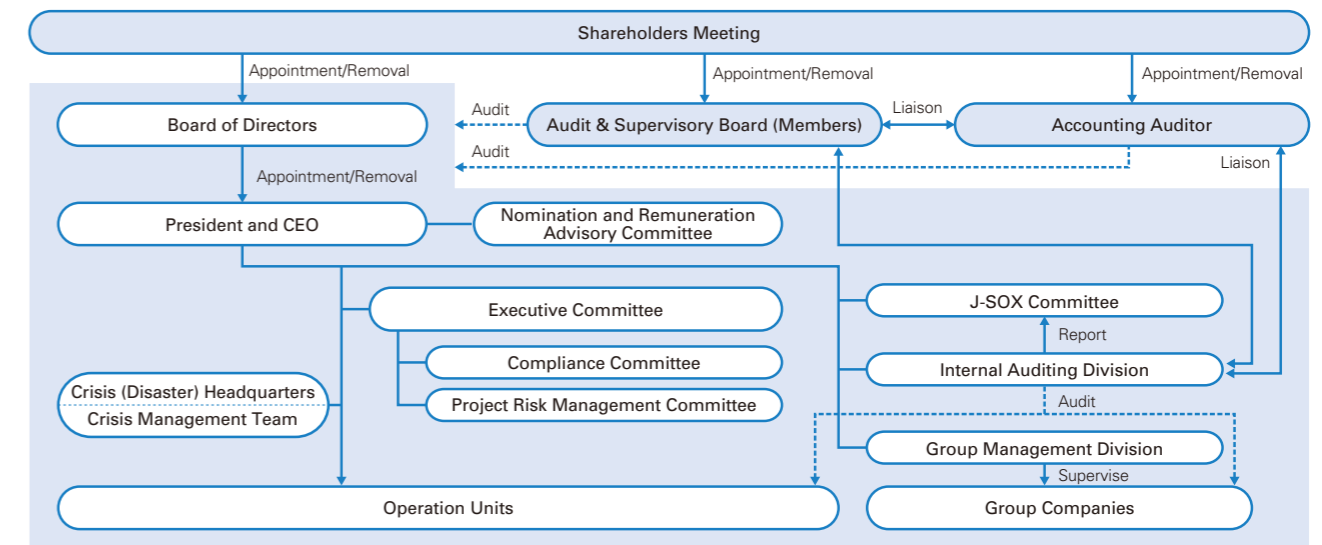 Shareholders Meeting
Appointment/Removal
Appointment/Removal
Appointment/Removal
Board of Directors
Audit
Audit & Supervisory Board (Members)
Liaison
Accounting Auditor
Audit
Liaison
Appointment/Removal
President and CEO
Nomination and Remuneration
Advisory Committee
Executive Committee
J-SOX Committee
Report
Compliance Committee
Internal Auditing Division
Crisis (Disaster) Headquarters
Crisis Management Team
Project Risk Management Committee
Audit
Group Management Division
Supervise
Operation Units
Group Companies